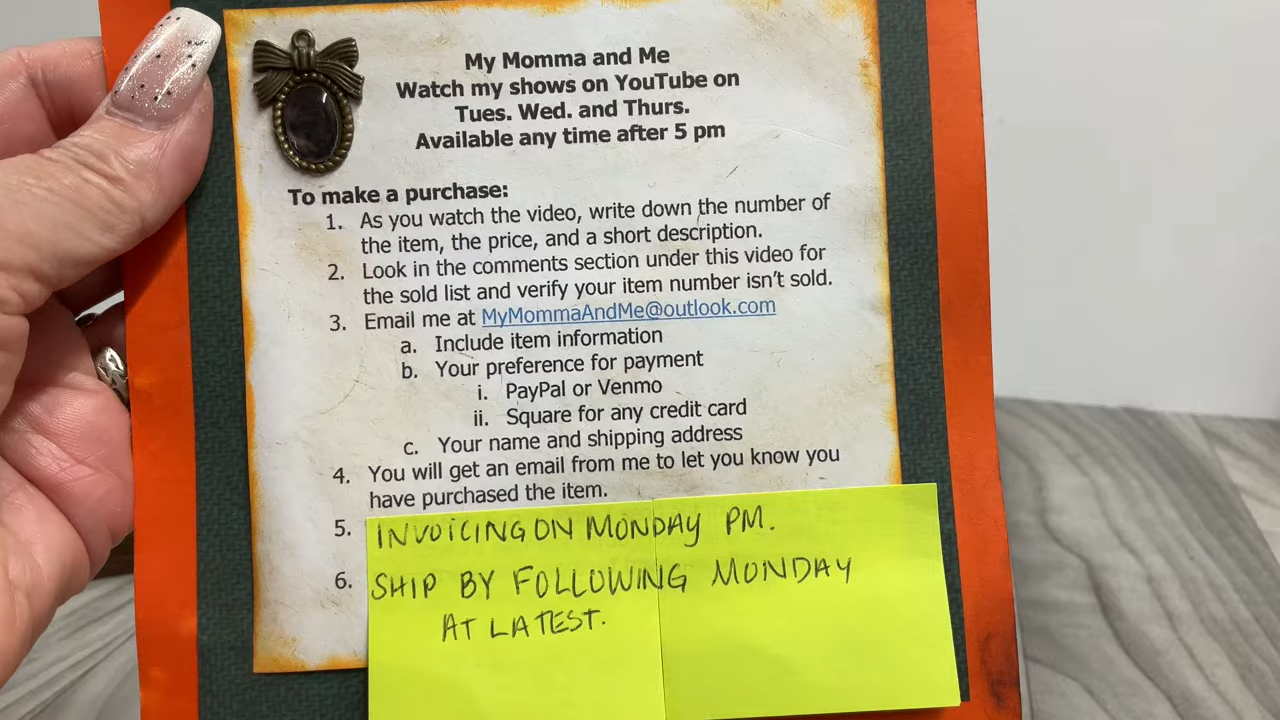 My Momma and Me
Watch my shows on YouTube on
Tues. Wed. and Thurs.
Available any time after 5 pm
To make a purchase:
1. As you watch the video, write down the number of
the item, the price, and a short description.
2. Look in the comments section under this video for
the sold list and verify your item number isn't sold.
3. Email me at MyMommaAndMe@outlook.com
a. Include item information
b. Your preference for payment
i. PayPal or Venmo
ii. Square for any credit card
c. Your name and shipping address
4. You will get an email from me to let you know you
have purchased the item.
5. INVOICING ON MONDAY PM.
6. SHIP BY FOLLOWING MONDAY
AT LATEST.